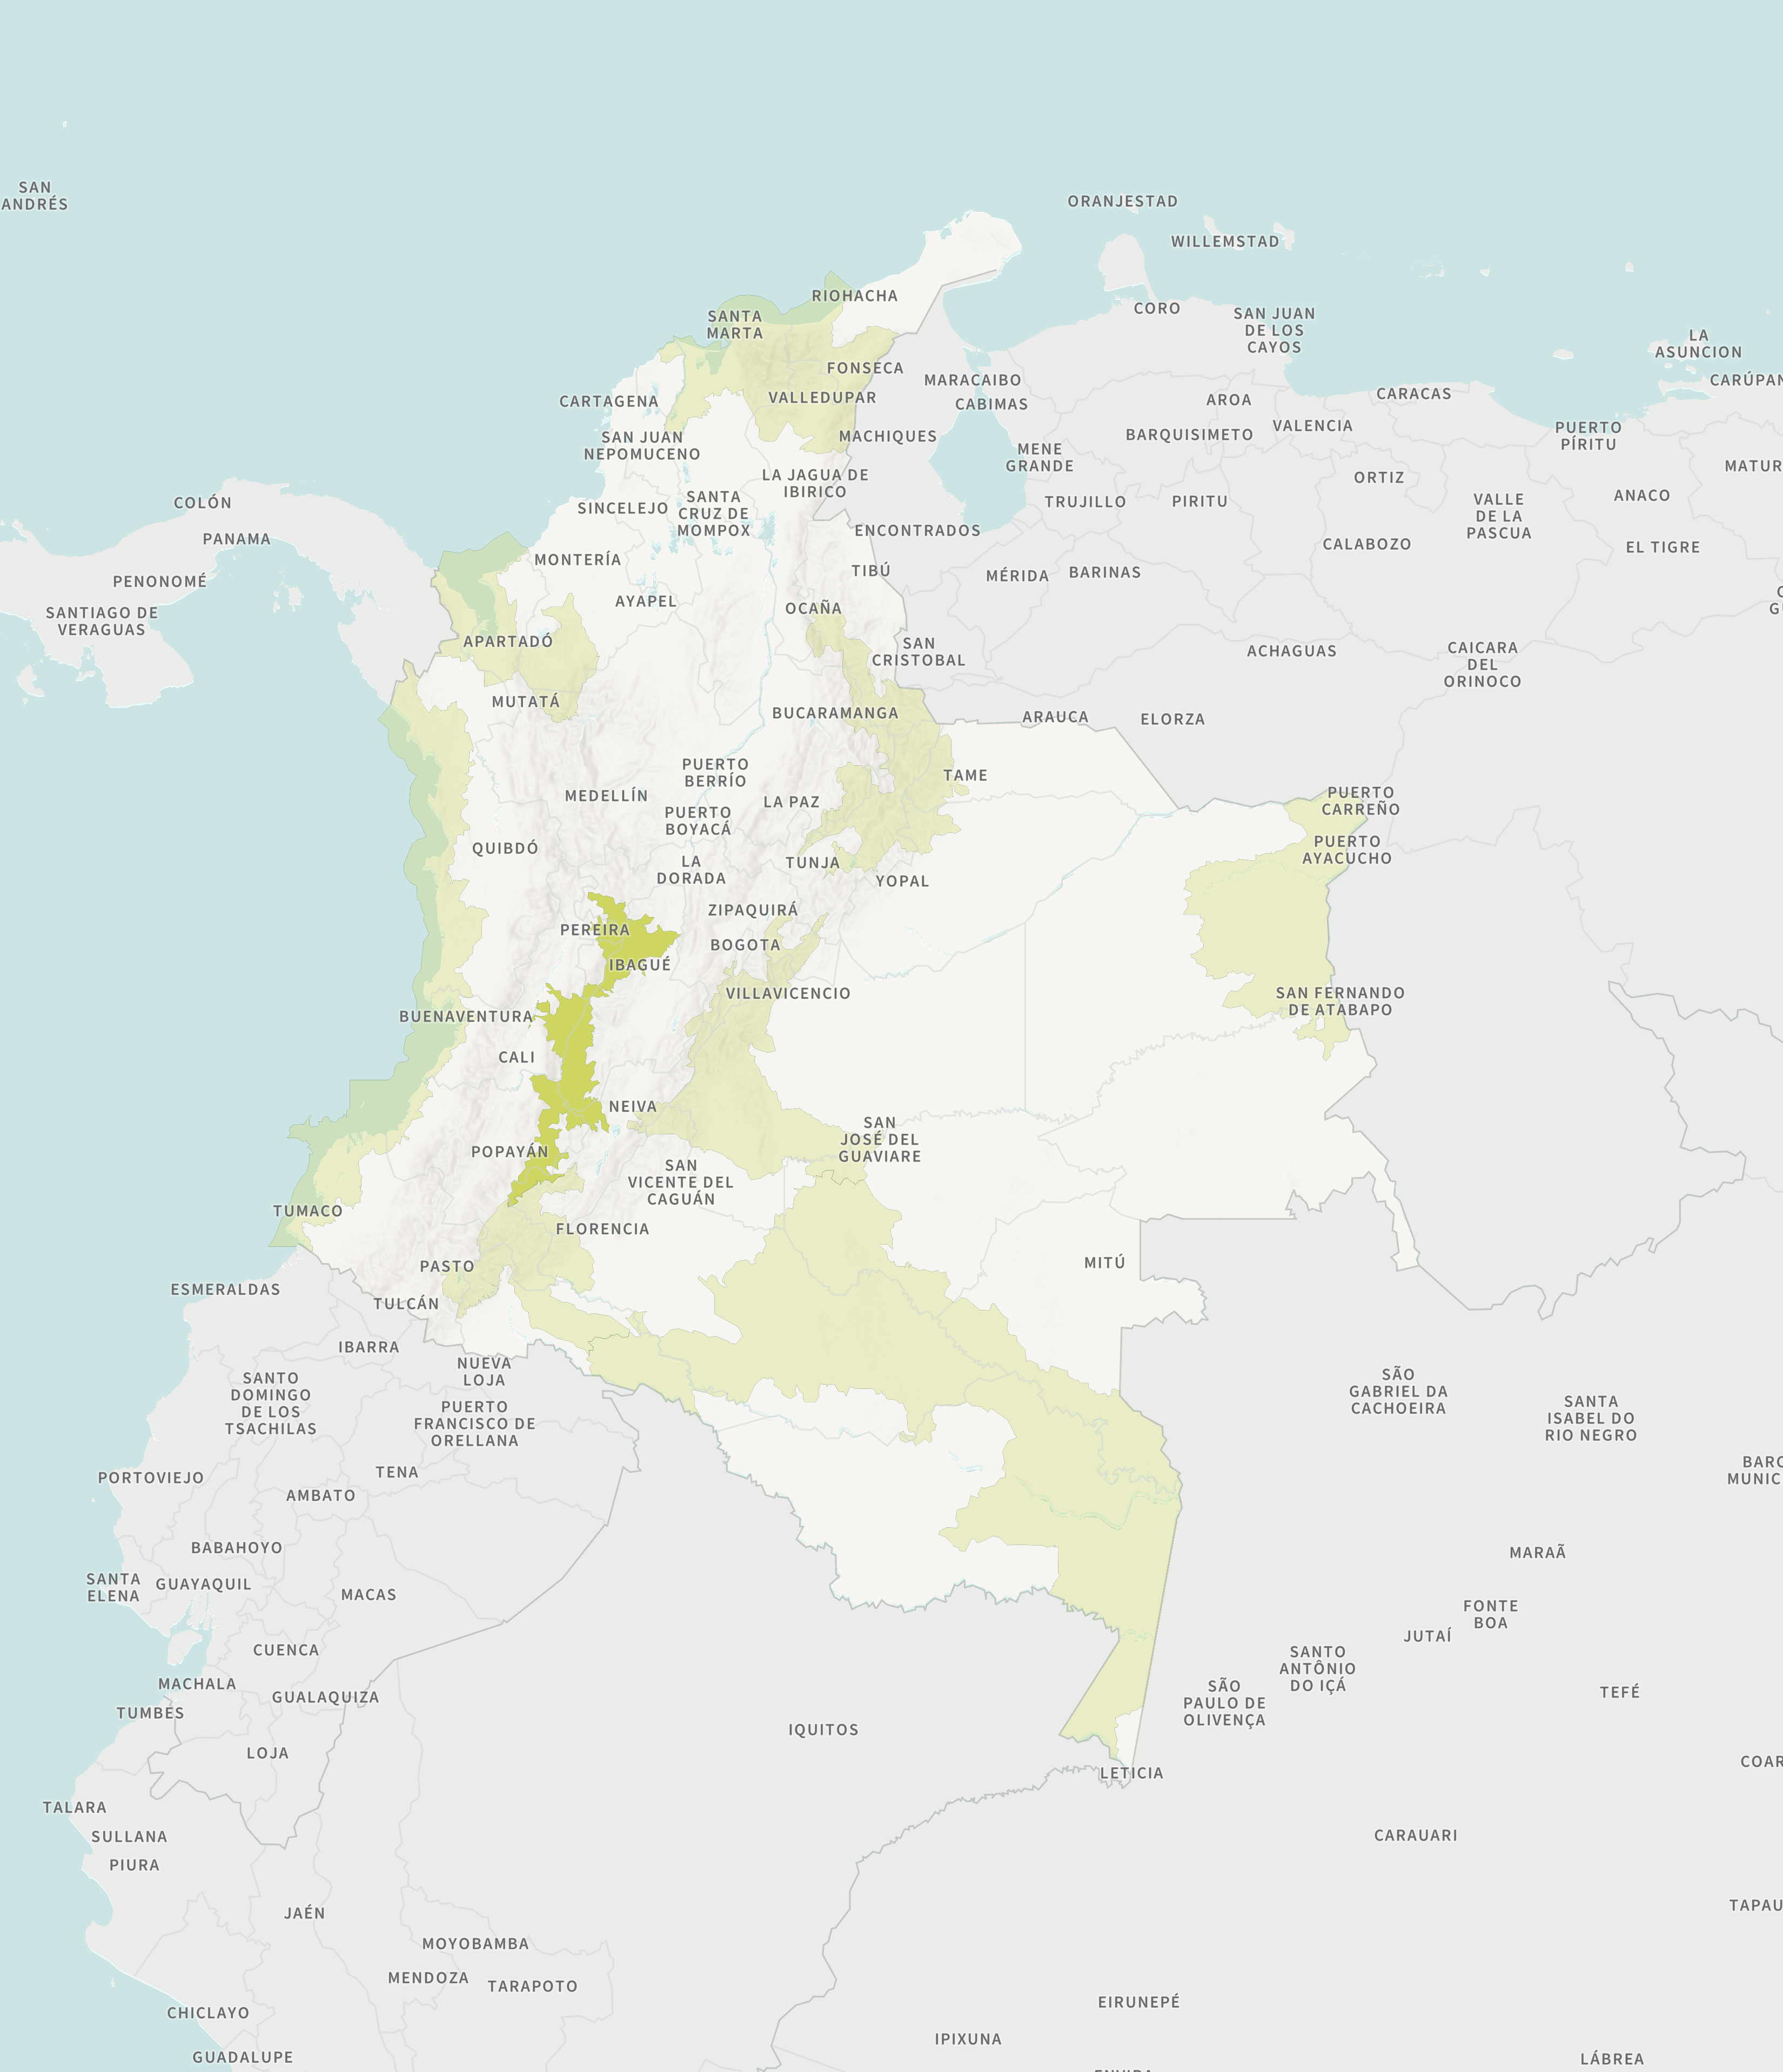 SAN
ANDRÉS
ORANJESTAD
WILLEMSTAD
RIOHACHA
CORO
SANTA
MARTA
SAN JUAN
DE LOS
CAYOS
LA
ASUNCION
FONSECA
MARACAIBO
CARÚPAN
VALLEDUPAR
CABIMAS
AROA
CARACAS
CARTAGENA
MACHIQUES
BARQUISIMETO
VALENCIA
PUERTO
PÍRITU
SAN JUAN
NEPOMUCENO
MENE
GRANDE
MATUR
LA JAGUA DE
IBIRICO
ORTIZ
COLÓN
SINCELEJO
SANTA
CRUZ DE
MOMPOX
TRUJILLO
PIRITU
VALLE
DE LA
PASCUA
ANACO
PANAMA
ENCONTRADOS
CALABOZO
EL TIGRE
MONTERÍA
TIBÚ
MÉRIDA
BARINAS
PENONOMÉ
AYAPEL
OCAÑA
C
GU
SANTIAGO DE
VERAGUAS
APARTADÓ
SAN
CRISTOBAL
ACHAGUAS
CAICARA
DEL
ORINOCO
MUTATÁ
BUCARAMANGA
ARAUCA
ELORZA
PUERTO
BERRÍO
TAME
MEDELLÍN
LA PAZ
PUERTO
CARREÑO
PUERTO
BOYACÁ
QUIBDÓ
PUERTO
AYACUCHO
LA
DORADA
TUNJA
YOPAL
ZIPAQUIRÁ
PEREIRA
BOGOTA
IBAGUÉ
VILLAVICENCIO
SAN FERNANDO
DE ATABAPO
BUENAVENTURA
CALI
NEIVA
SAN
JOSÉ DEL
GUAVIARE
POPAYÁN
SAN
VICENTE DEL
CAGUÁN
TUMACO
FLORENCIA
PASTO
MITÚ
ESMERALDAS
TULCÁN
IBARRA
NUEVA
LOJA
SANTO
DOMINGO
DE LOS
TSACHILAS
SÃO
GABRIEL DA
CACHOEIRA
PUERTO
FRANCISCO DE
ORELLANA
SANTA
ISABEL DO
RIO NEGRO
PORTOVIEJO
TENA
BARC
MUNIC
AMBATO
BABAHOYO
MARAÃ
SANTA
ELENA
GUAYAQUIL
MACAS
FONTE
BOA
JUTAÍ
CUENCA
SANTO
ANTÔNIO
DO IÇÁ
MACHALA
GUALAQUIZA
SÃO
PAULO DE
OLIVENÇA
TEFÉ
TUMBES
IQUITOS
LOJA
COAR
LETICIA
TALARA
SULLANA
CARAUARI
PIURA
TAPAU
JAÉN
MOYOBAMBA
MENDOZA
TARAPOTO
CHICLAYO
EIRUNEPÉ
IPIXUNA
GUADALUPE
LÁBREA